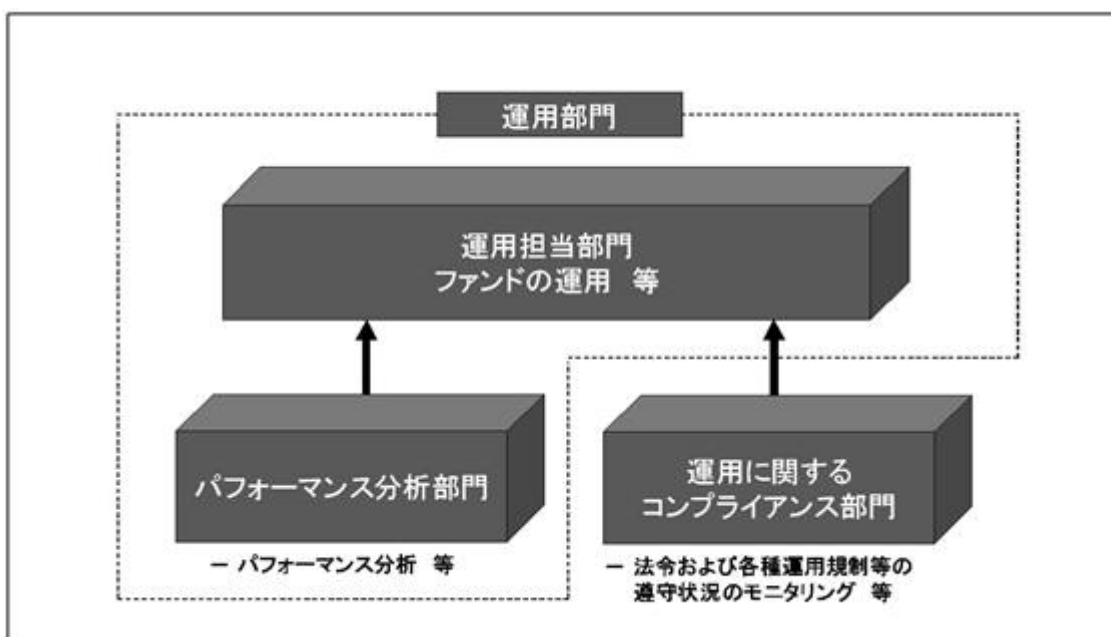 運用部門
運用担当部門
ファンドの運用 等
パフォーマンス分析部門
－ パフォーマンス分析 等
運用に関する
コンプライアンス部門
－ 法令および各種運用規制等の
遵守状況のモニタリング 等